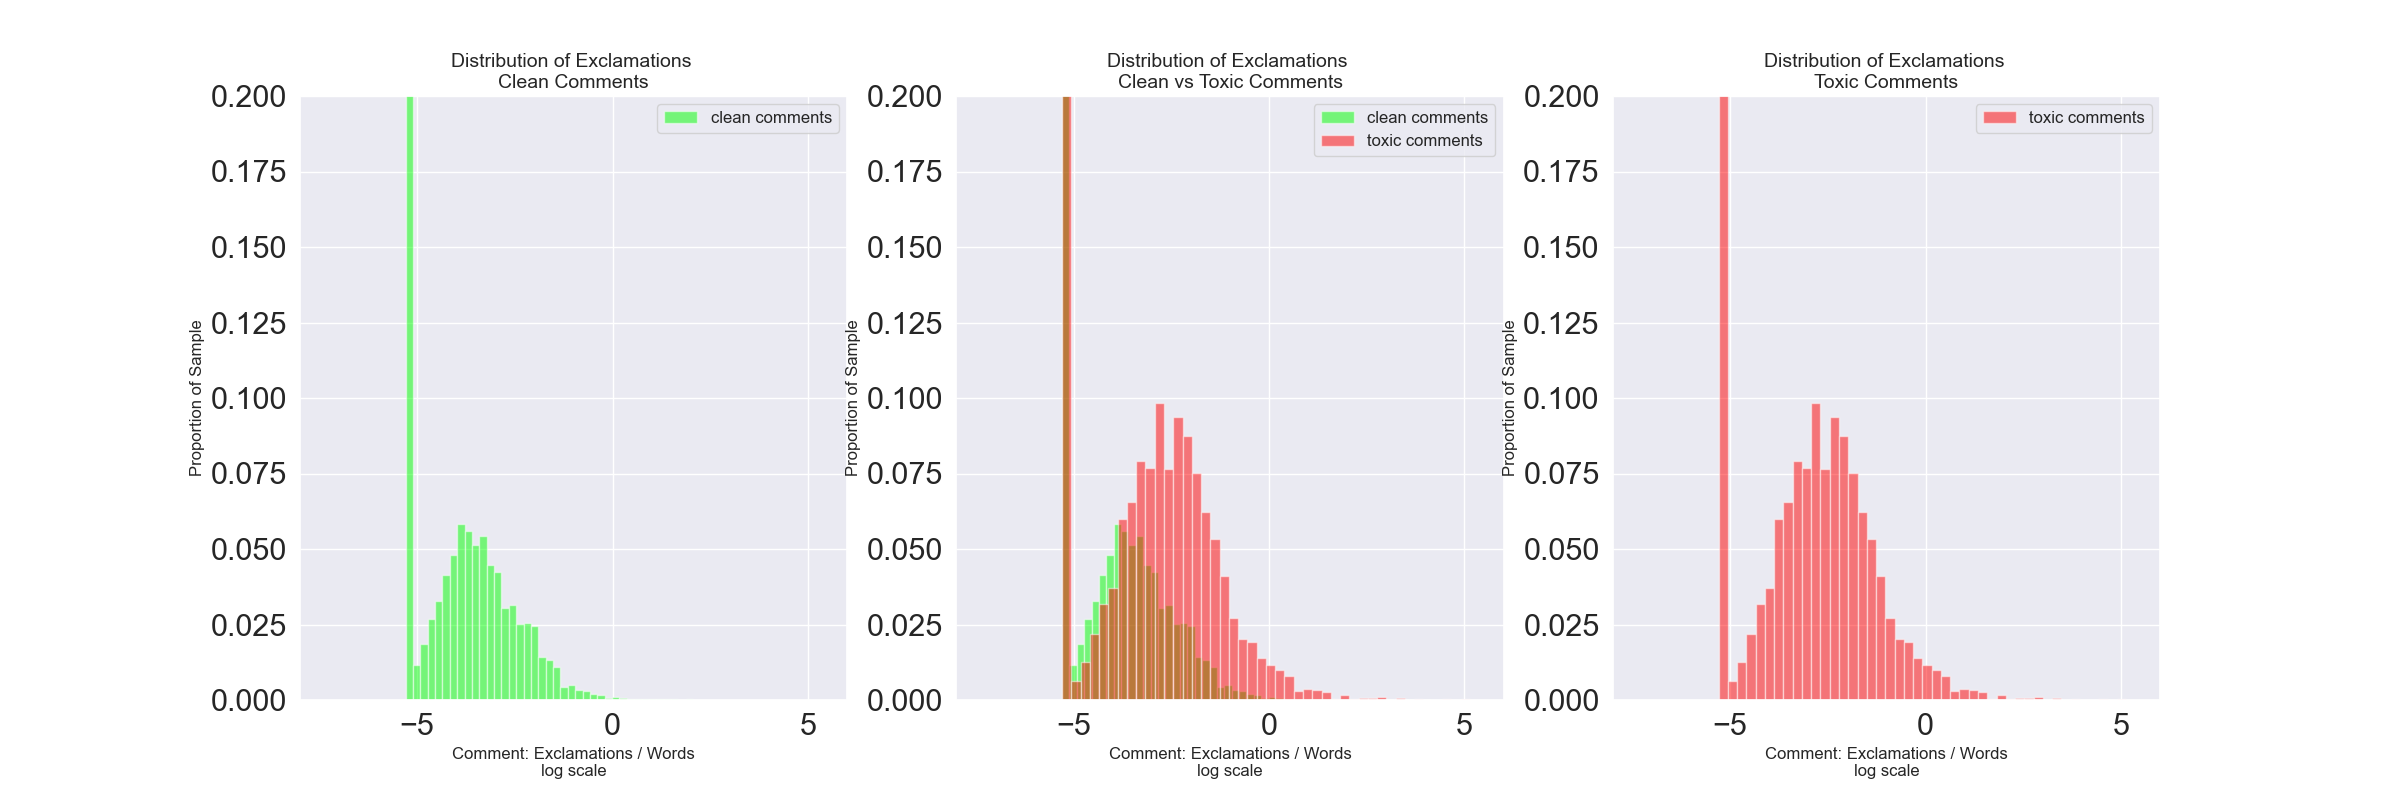 Distribution of Exclamations
Clean Comments
0.200
0.175
0.150
0.125
0.100
0.075
0.050
0.025
0.000
Proportion of Sample
clean comments
−5
0
5
Comment: Exclamations / Words
log scale
Distribution of Exclamations
Clean vs Toxic Comments
0.200
0.175
0.150
0.125
0.100
0.075
0.050
0.025
0.000
Proportion of Sample
clean comments
toxic comments
−5
0
5
Comment: Exclamations / Words
log scale
Distribution of Exclamations
Toxic Comments
0.200
0.175
0.150
0.125
0.100
0.075
0.050
0.025
0.000
Proportion of Sample
toxic comments
−5
0
5
Comment: Exclamations / Words
log scale